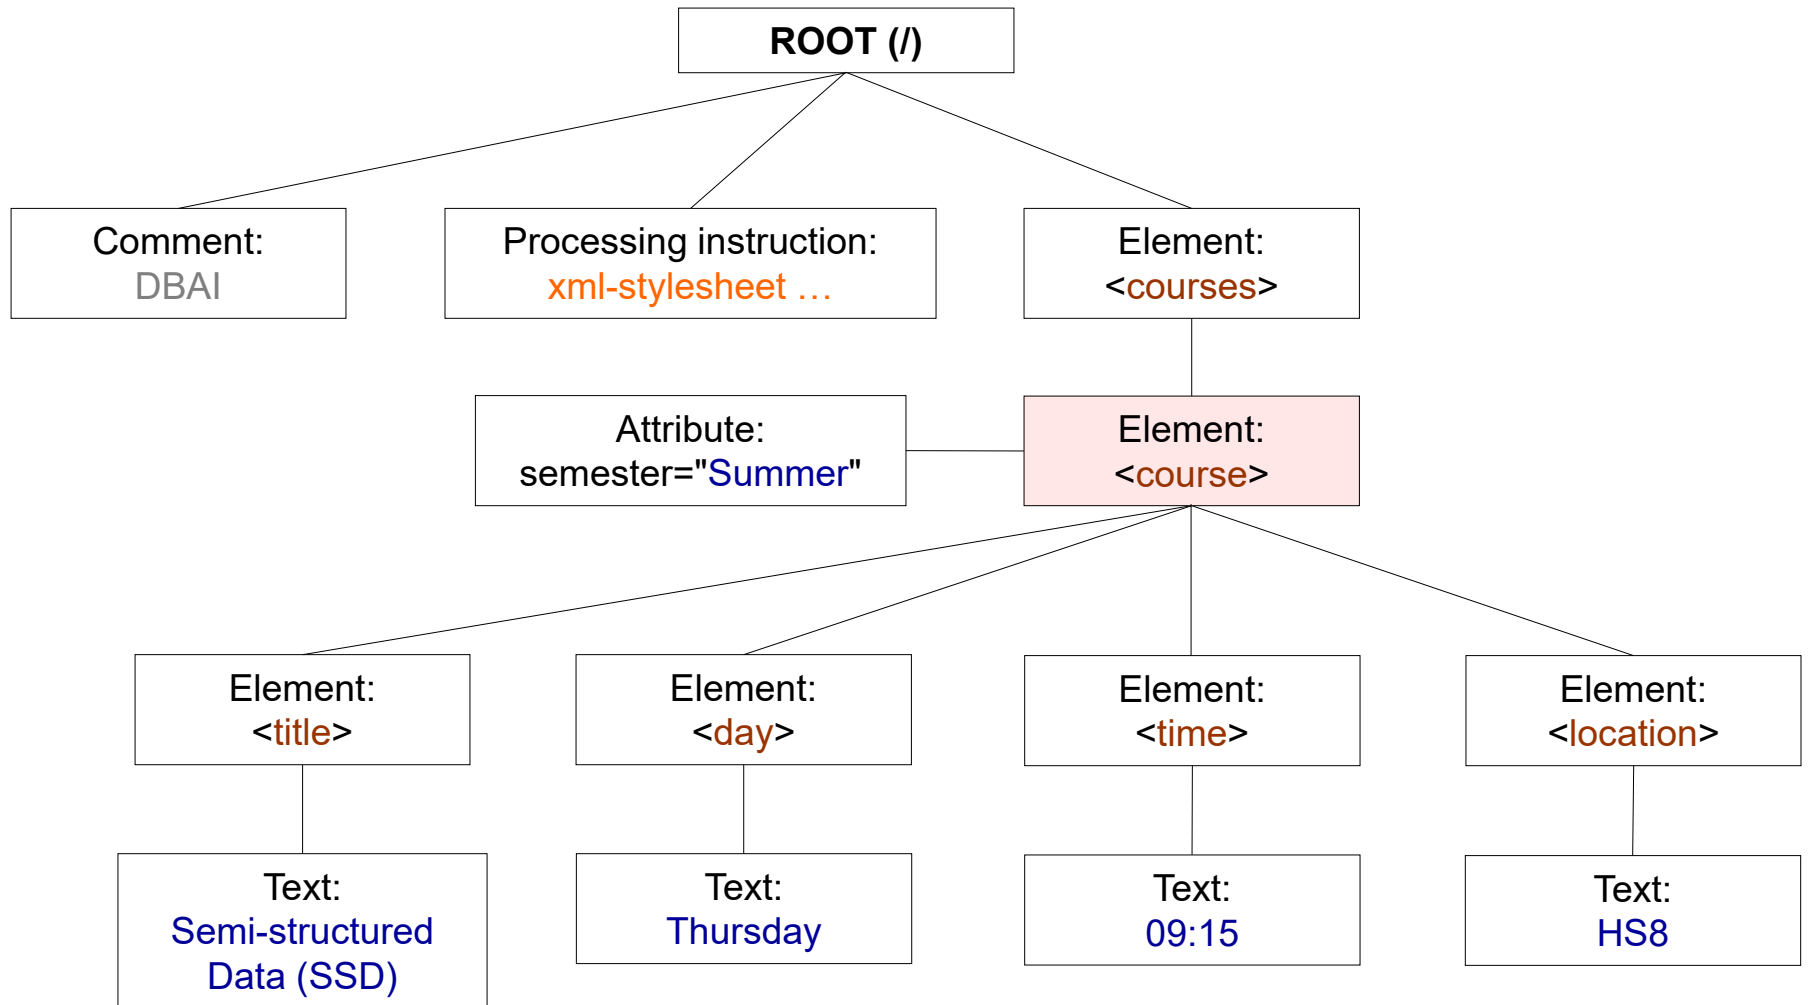 ROOT (/)
Comment:
DBAI
Processing instruction:
xml-stylesheet …
Element:
<courses>
Attribute:
semester="Summer"
Element:
<course>
Element:
<title>
Element:
<day>
Element:
<time>
Element:
<location>
Text:
Semi-structured
Data (SSD)
Text:
Thursday
Text:
09:15
Text:
HS8